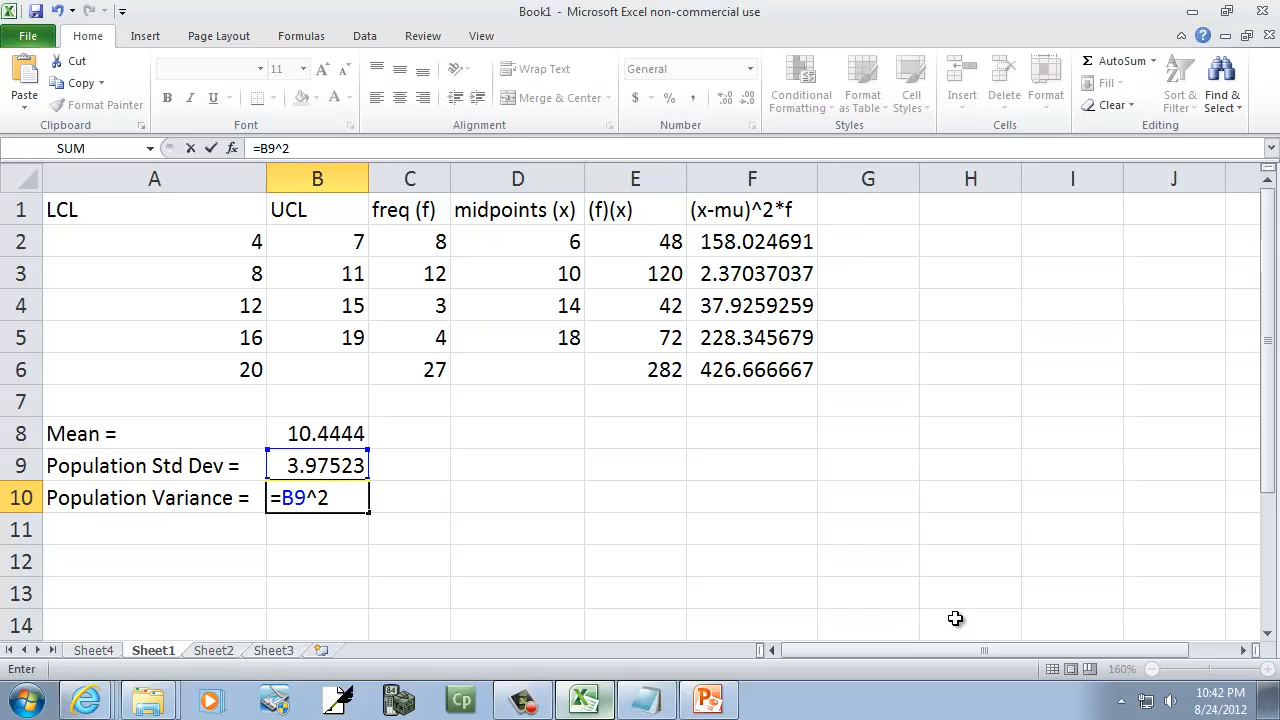 Book1 - Microsoft Excel non-commercial use
File Home Insert Page Layout Formulas Data Review View
Paste Cut Copy Format Painter Clipboard
11 A A B I U A Font
Wrap Text Merge & Center Alignment
General $ % , Number
Conditional Formatting Format as Table Cell Styles Styles
Insert Delete Format Cells
Σ AutoSum Fill Clear Sort & Filter Find & Select Editing
SUM fx =B9^2
A B C D E F G H I J
1 LCL UCL freq (f) midpoints (x) (f)(x) (x-mu)^2*f
2 4 7 8 6 48 158.024691
3 8 11 12 10 120 2.37037037
4 12 15 3 14 42 37.9259259
5 16 19 4 18 72 228.345679
6 20 27 282 426.666667
7
8 Mean = 10.4444
9 Population Std Dev = 3.97523
10 Population Variance = =B9^2
11
12
13
14
Sheet4 Sheet1 Sheet2 Sheet3
Enter 160%
Cp 10:42 PM
8/24/2012